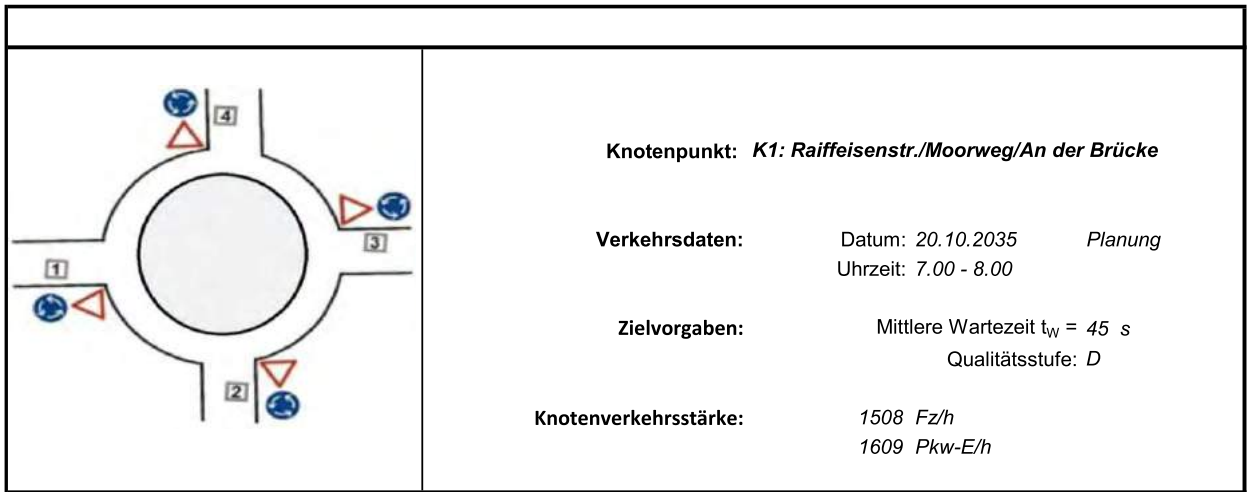 4
3
1
2
Knotenpunkt: K1: Raiffeisenstr./Moorweg/An der Brücke
Verkehrsdaten: Datum: 20.10.2035 Planung
Uhrzeit: 7.00 - 8.00
Zielvorgaben: Mittlere Wartezeit tW = 45 s
Qualitätsstufe: D
Knotenverkehrsstärke: 1508 Fz/h
1609 Pkw-E/h